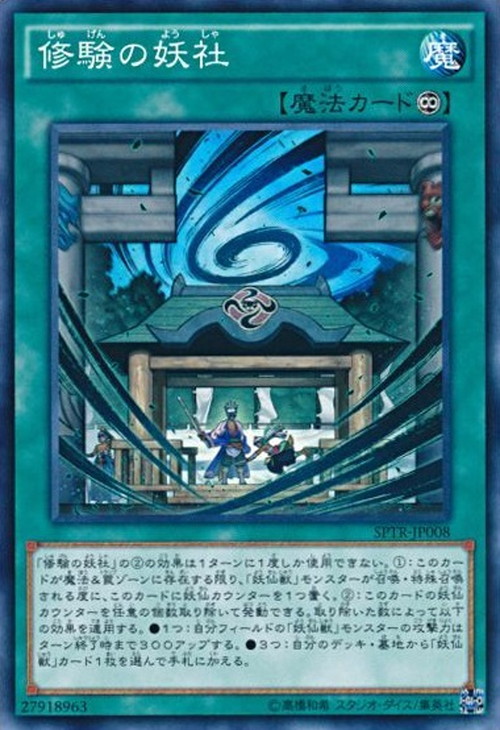 修験の妖社
しゅ げん よう しゃ
魔
【魔法カード】
SPTR-JP008
「修験の妖社」の②の効果は1ターンに1度しか使用できない。①:このカー
ドが魔法&罠ゾーンに存在する限り、「妖仙獣」モンスターが召喚・特殊召喚
される度に、このカードに妖仙カウンターを1つ置く。②:このカードの妖仙
カウンターを任意の個数取り除いて発動できる。取り除いた数によって以下
の効果を適用する。●1つ:自分フィールドの「妖仙獣」モンスターの攻撃力は
ターン終了時まで300アップする。●3つ:自分のデッキ・墓地から「妖仙
獣」カード1枚を選んで手札に加える。
27918963
©高橋和希 スタジオ・ダイス/集英社